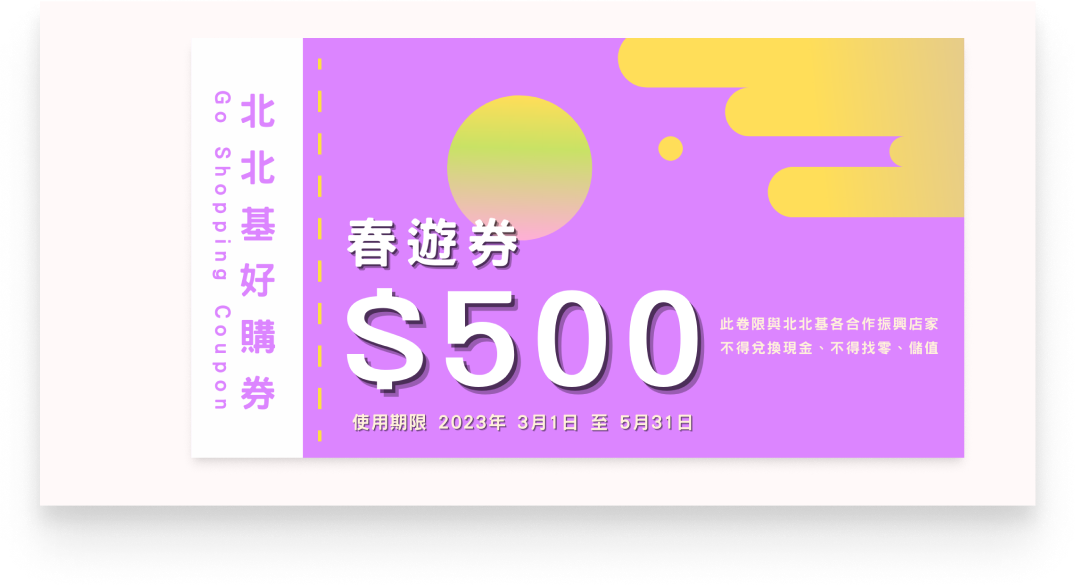 北北基好購券
Go Shopping Coupon
春遊券
$500
此卷限與北北基各合作振興店家
不得兌換現金、不得找零、儲值
使用期限 2023年 3月1日 至 5月31日